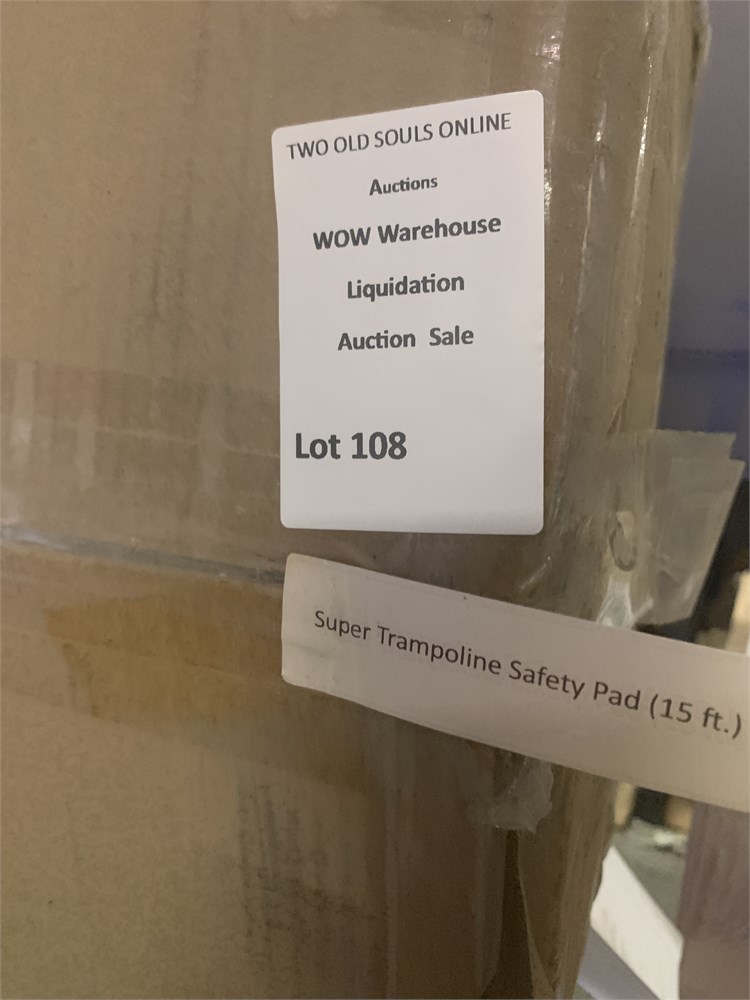 TWO OLD SOULS ONLINE
Auctions
WOW Warehouse
Liquidation
Auction Sale
Lot 108
Super Trampoline Safety Pad (15 ft.)